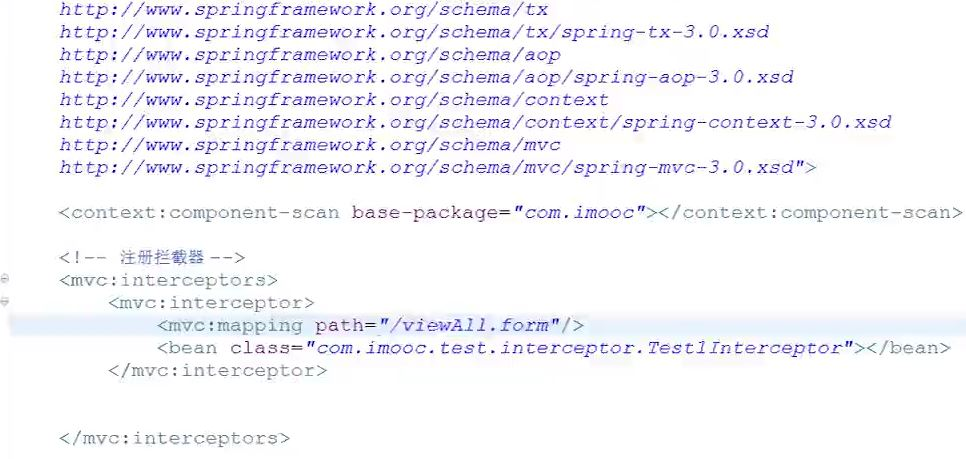 http://www.springframework.org/schema/tx
http://www.springframework.org/schema/tx/spring-tx-3.0.xsd
http://www.springframework.org/schema/aop
http://www.springframework.org/schema/aop/spring-aop-3.0.xsd
http://www.springframework.org/schema/context
http://www.springframework.org/schema/context/spring-context-3.0.xsd
http://www.springframework.org/schema/mvc
http://www.springframework.org/schema/mvc/spring-mvc-3.0.xsd">
<context:component-scan base-package="com.imooc"></context:component-scan>
<!-- 注册拦截器 -->
<mvc:interceptors>
<mvc:interceptor>
<mvc:mapping path="/viewAll.form"/>
<bean class="com.imooc.test.interceptor.Test1Interceptor"></bean>
</mvc:interceptor>
</mvc:interceptors>